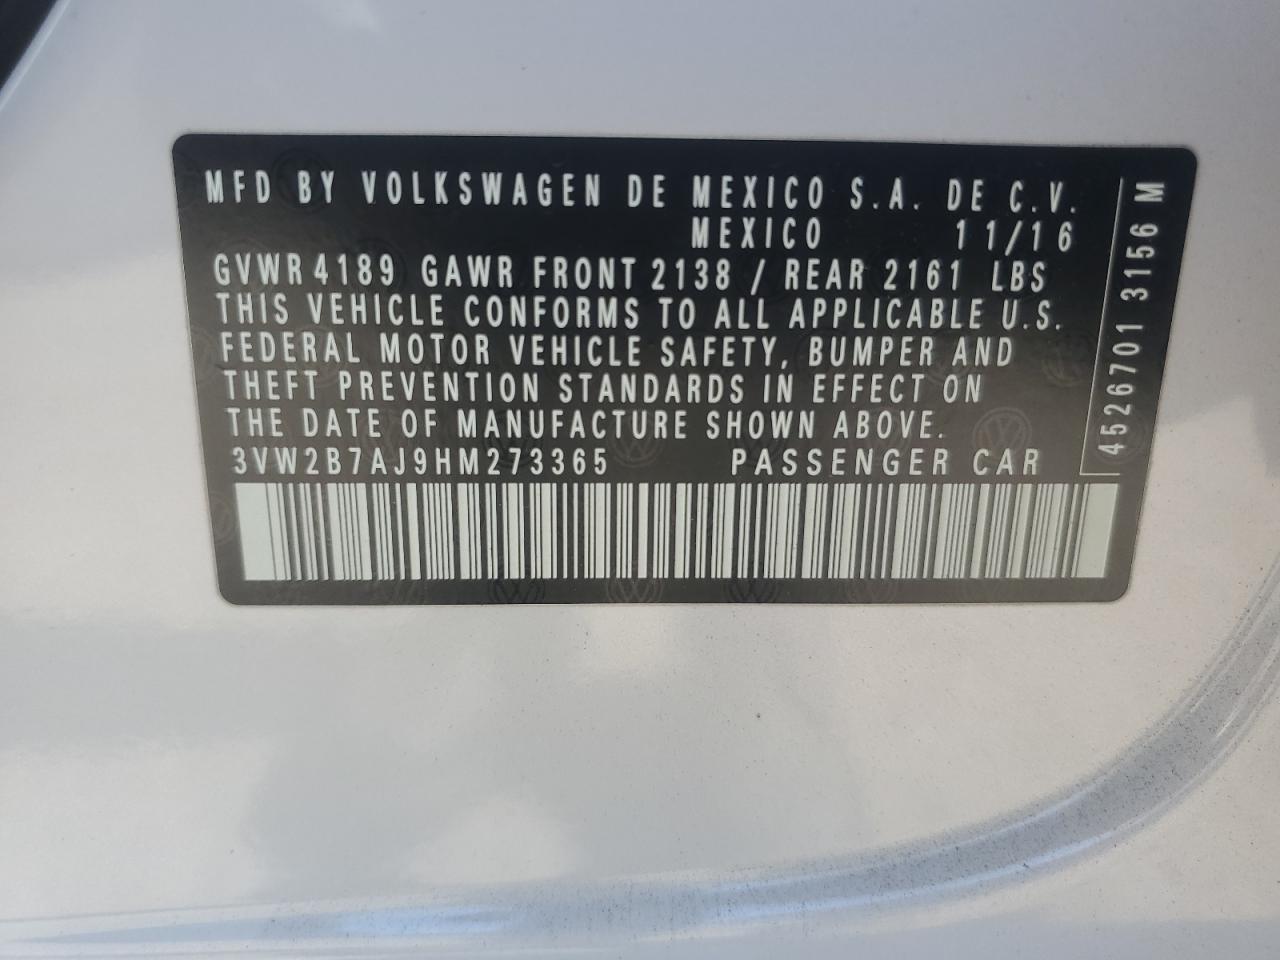 MFD BY VOLKSWAGEN DE MEXICO S.A. DE C.V.
MEXICO 11/16
GVWR 4189 GAWR FRONT 2138 / REAR 2161 LBS
THIS VEHICLE CONFORMS TO ALL APPLICABLE U.S.
FEDERAL MOTOR VEHICLE SAFETY, BUMPER AND
THEFT PREVENTION STANDARDS IN EFFECT ON
THE DATE OF MANUFACTURE SHOWN ABOVE.
3VW2B7AJ9HM273365 PASSENGER CAR
4526701 3156 M